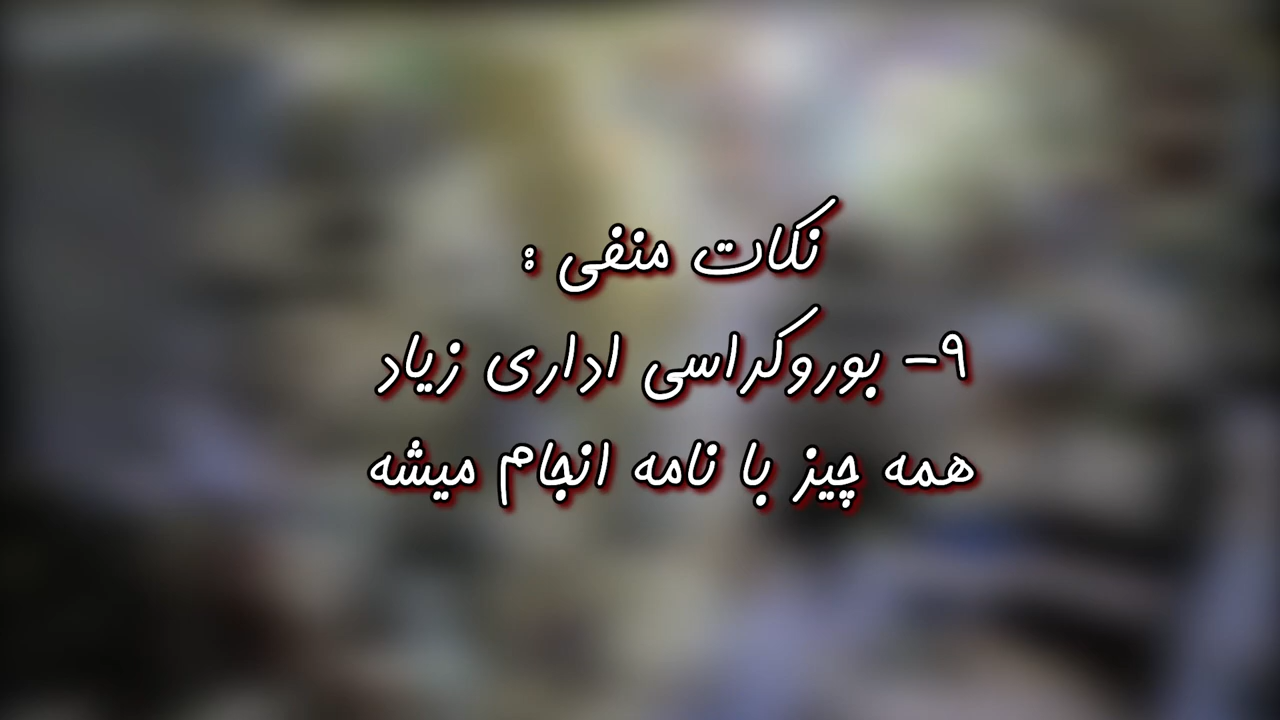 نکات منفی :
۹- بوروکراسی اداری زیاد
همه چیز با نامه انجام میشه